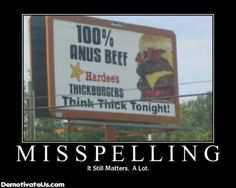 100%
ANUS BEEF
Hardee's
THICKBURGERS
Think Thick Tonight!
MISSPELLING
It Still Matters. A Lot.
DemotivateUs.com